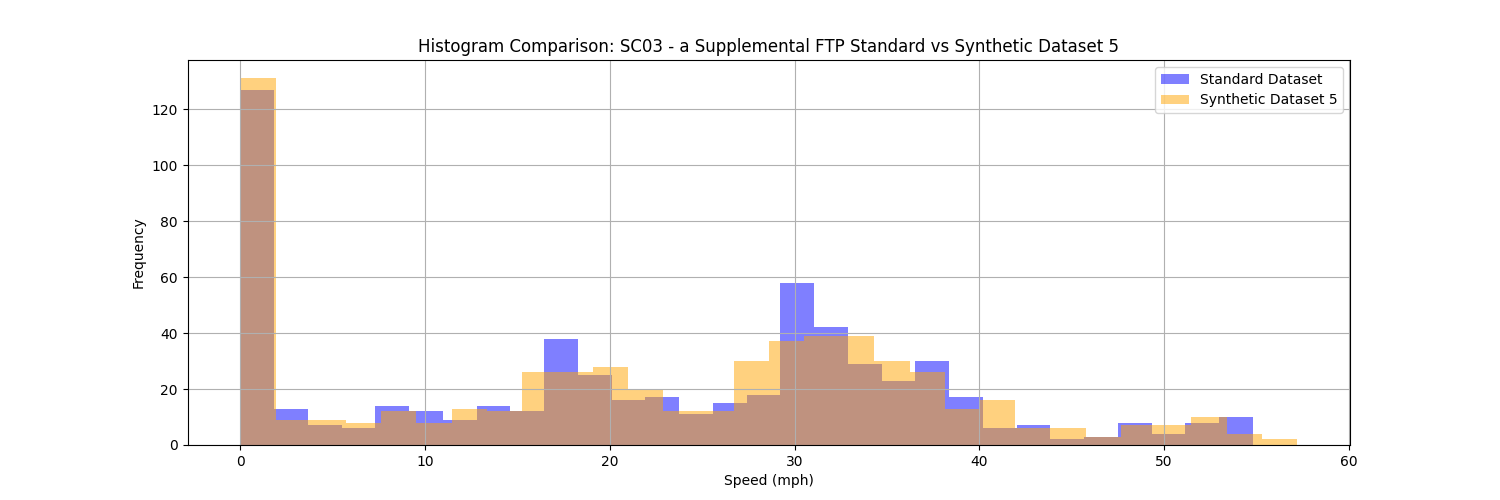 Histogram Comparison: SC03 - a Supplemental FTP Standard vs Synthetic Dataset 5
Standard Dataset
Synthetic Dataset 5
Frequency
120
100
80
60
40
20
0
0 10 20 30 40 50 60
Speed (mph)